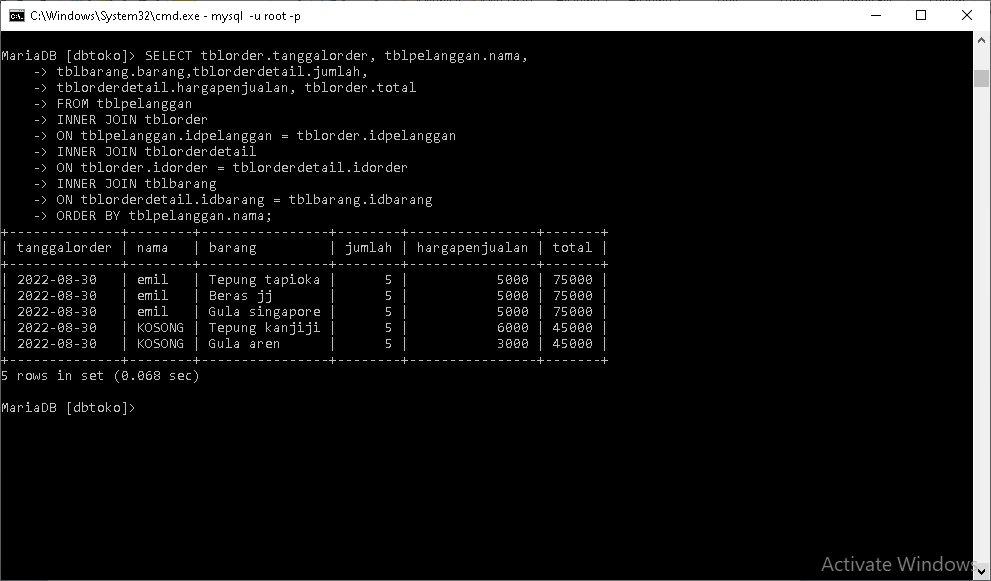 C:\Windows\System32\cmd.exe - mysql  -u root -p
MariaDB [dbtoko]> SELECT tblorder.tanggalorder, tblpelanggan.nama,
    -> tblbarang.barang,tblorderdetail.jumlah,
    -> tblorderdetail.hargapenjualan, tblorder.total
    -> FROM tblpelanggan
    -> INNER JOIN tblorder
    -> ON tblpelanggan.idpelanggan = tblorder.idpelanggan
    -> INNER JOIN tblorderdetail
    -> ON tblorder.idorder = tblorderdetail.idorder
    -> INNER JOIN tblbarang
    -> ON tblorderdetail.idbarang = tblbarang.idbarang
    -> ORDER BY tblpelanggan.nama;
+--------------+--------+----------------+--------+----------------+-------+
| tanggalorder | nama   | barang         | jumlah | hargapenjualan | total |
+--------------+--------+----------------+--------+----------------+-------+
| 2022-08-30   | emil   | Tepung tapioka |      5 |           5000 | 75000 |
| 2022-08-30   | emil   | Beras jj       |      5 |           5000 | 75000 |
| 2022-08-30   | emil   | Gula singapore |      5 |           5000 | 75000 |
| 2022-08-30   | KOSONG | Tepung kanjiji |      5 |           6000 | 45000 |
| 2022-08-30   | KOSONG | Gula aren      |      5 |           3000 | 45000 |
+--------------+--------+----------------+--------+----------------+-------+
5 rows in set (0.068 sec)
MariaDB [dbtoko]>
Activate Windows